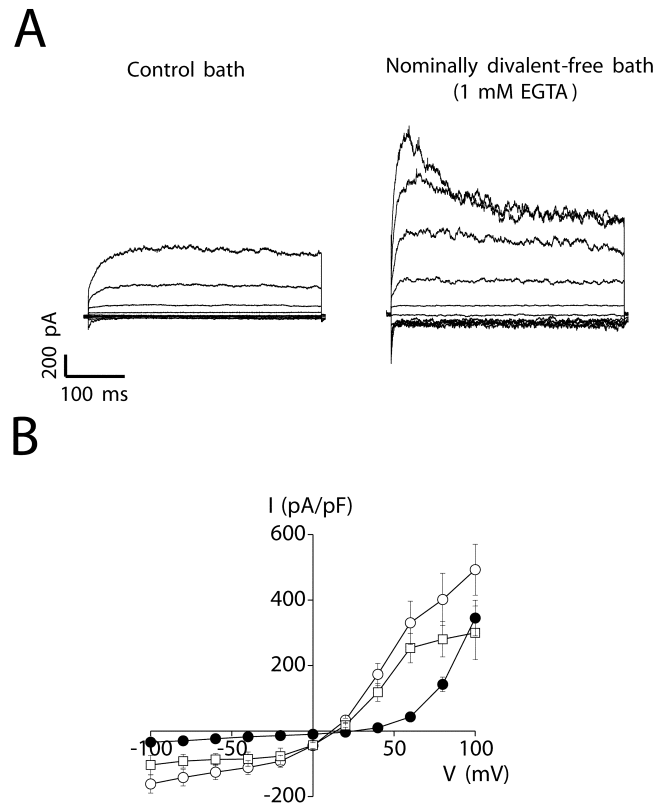 A
Control bath
Nominally divalent-free bath
(1 mM EGTA)
200 pA
100 ms
B
I (pA/pF)
600
400
200
-100 -50 50 100
V (mV)
-200